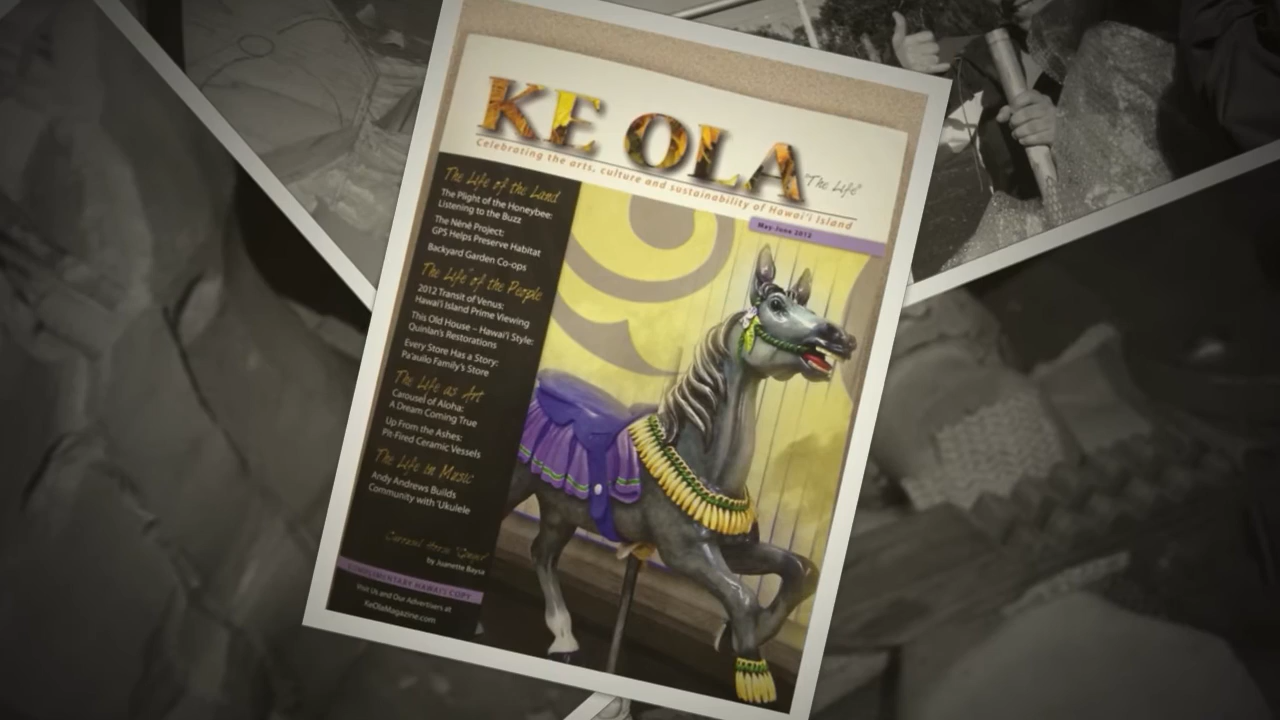 KE OLA
"The Life"
Celebrating the arts, culture and sustainability of Hawai'i Island
May-June 2012
The Life of the Land
The Plight of the Honeybee:
Listening to the Buzz
The Nēnē Project:
GPS Helps Preserve Habitat
Backyard Garden Co-ops
The Life of the People
2012 Transit of Venus:
Hawai'i Island Prime Viewing
This Old House – Hawai'i Style:
Quinlan's Restorations
Every Store Has a Story:
Pa'auilo Family's Store
The Life as Art
Carousel of Aloha:
A Dream Coming True
Up From the Ashes:
Pit-Fired Ceramic Vessels
The Life in Music
Andy Andrews Builds
Community with 'Ukulele
Carousel Horse
by Juanette Baysa
COMPLIMENTARY HAWAI'I COPY
Visit Us and Our Advertisers at
KeOlaMagazine.com